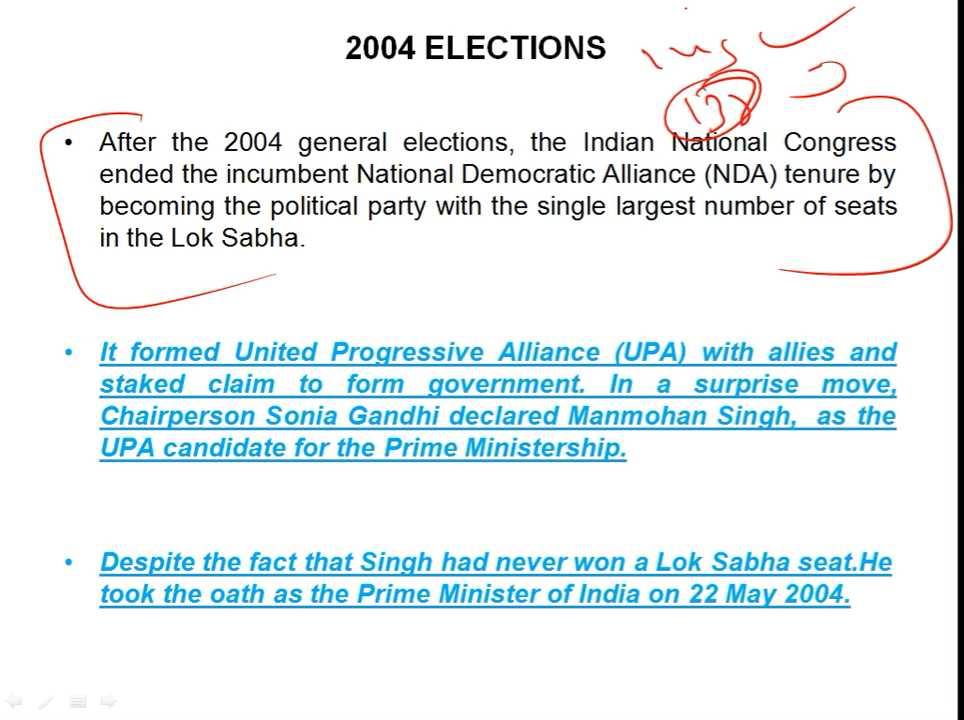 2004 ELECTIONS
• After the 2004 general elections, the Indian National Congress
ended the incumbent National Democratic Alliance (NDA) tenure by
becoming the political party with the single largest number of seats
in the Lok Sabha.
• It formed United Progressive Alliance (UPA) with allies and
staked claim to form government. In a surprise move,
Chairperson Sonia Gandhi declared Manmohan Singh, as the
UPA candidate for the Prime Ministership.
• Despite the fact that Singh had never won a Lok Sabha seat.He
took the oath as the Prime Minister of India on 22 May 2004.